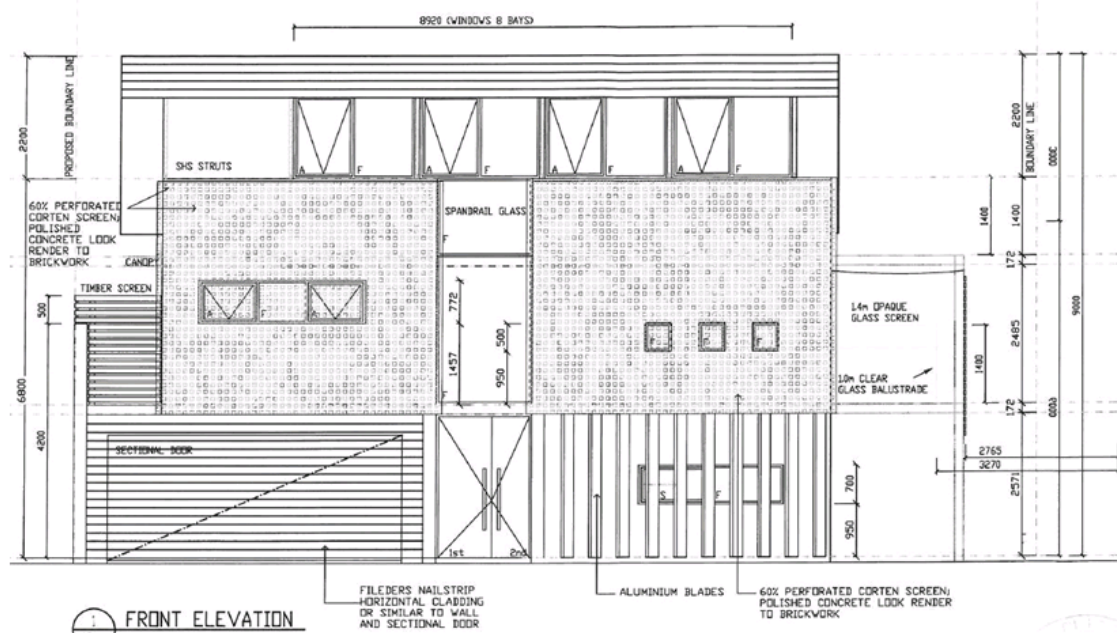 8920 (WINDOWS 8 BAYS)
PROPOSED BOUNDARY LINE
2200
2200
BOUNDARY LINE
3000
SHS STRUTS
A
F
A
F
A
F
A
F
60% PERFORATED
CORTEN SCREEN;
POLISHED
CONCRETE LOOK
RENDER TO
BRICKWORK
SPANDRAIL GLASS
F
1400
1400
CANOPY
172
TIMBER SCREEN
500
A
F
A
772
500
1457
950
F
F
F
F
14m OPAQUE
GLASS SCREEN
1400
2485
9000
10m CLEAR
GLASS BALUSTRADE
172
6800
4200
SECTIONAL DOOR
2765
3270
2571
S
F
700
950
1st
2nd
FILEDERS NAILSTRIP
HORIZONTAL CLADDING
OR SIMILAR TO WALL
AND SECTIONAL DOOR
ALUMINIUM BLADES
60% PERFORATED CORTEN SCREEN;
POLISHED CONCRETE LOOK RENDER
TO BRICKWORK
1
FRONT ELEVATION